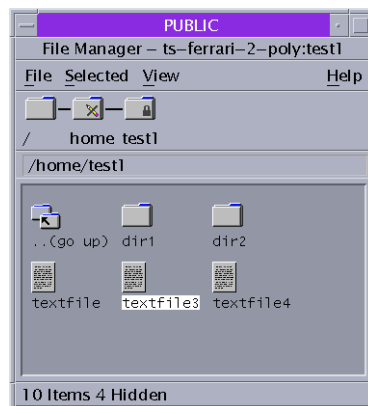 PUBLIC
File Manager – ts-ferrari-2-poly:test1
File Selected View Help
/ home test1
/home/test1
..(go up) dir1 dir2
textfile textfile3 textfile4
10 Items 4 Hidden